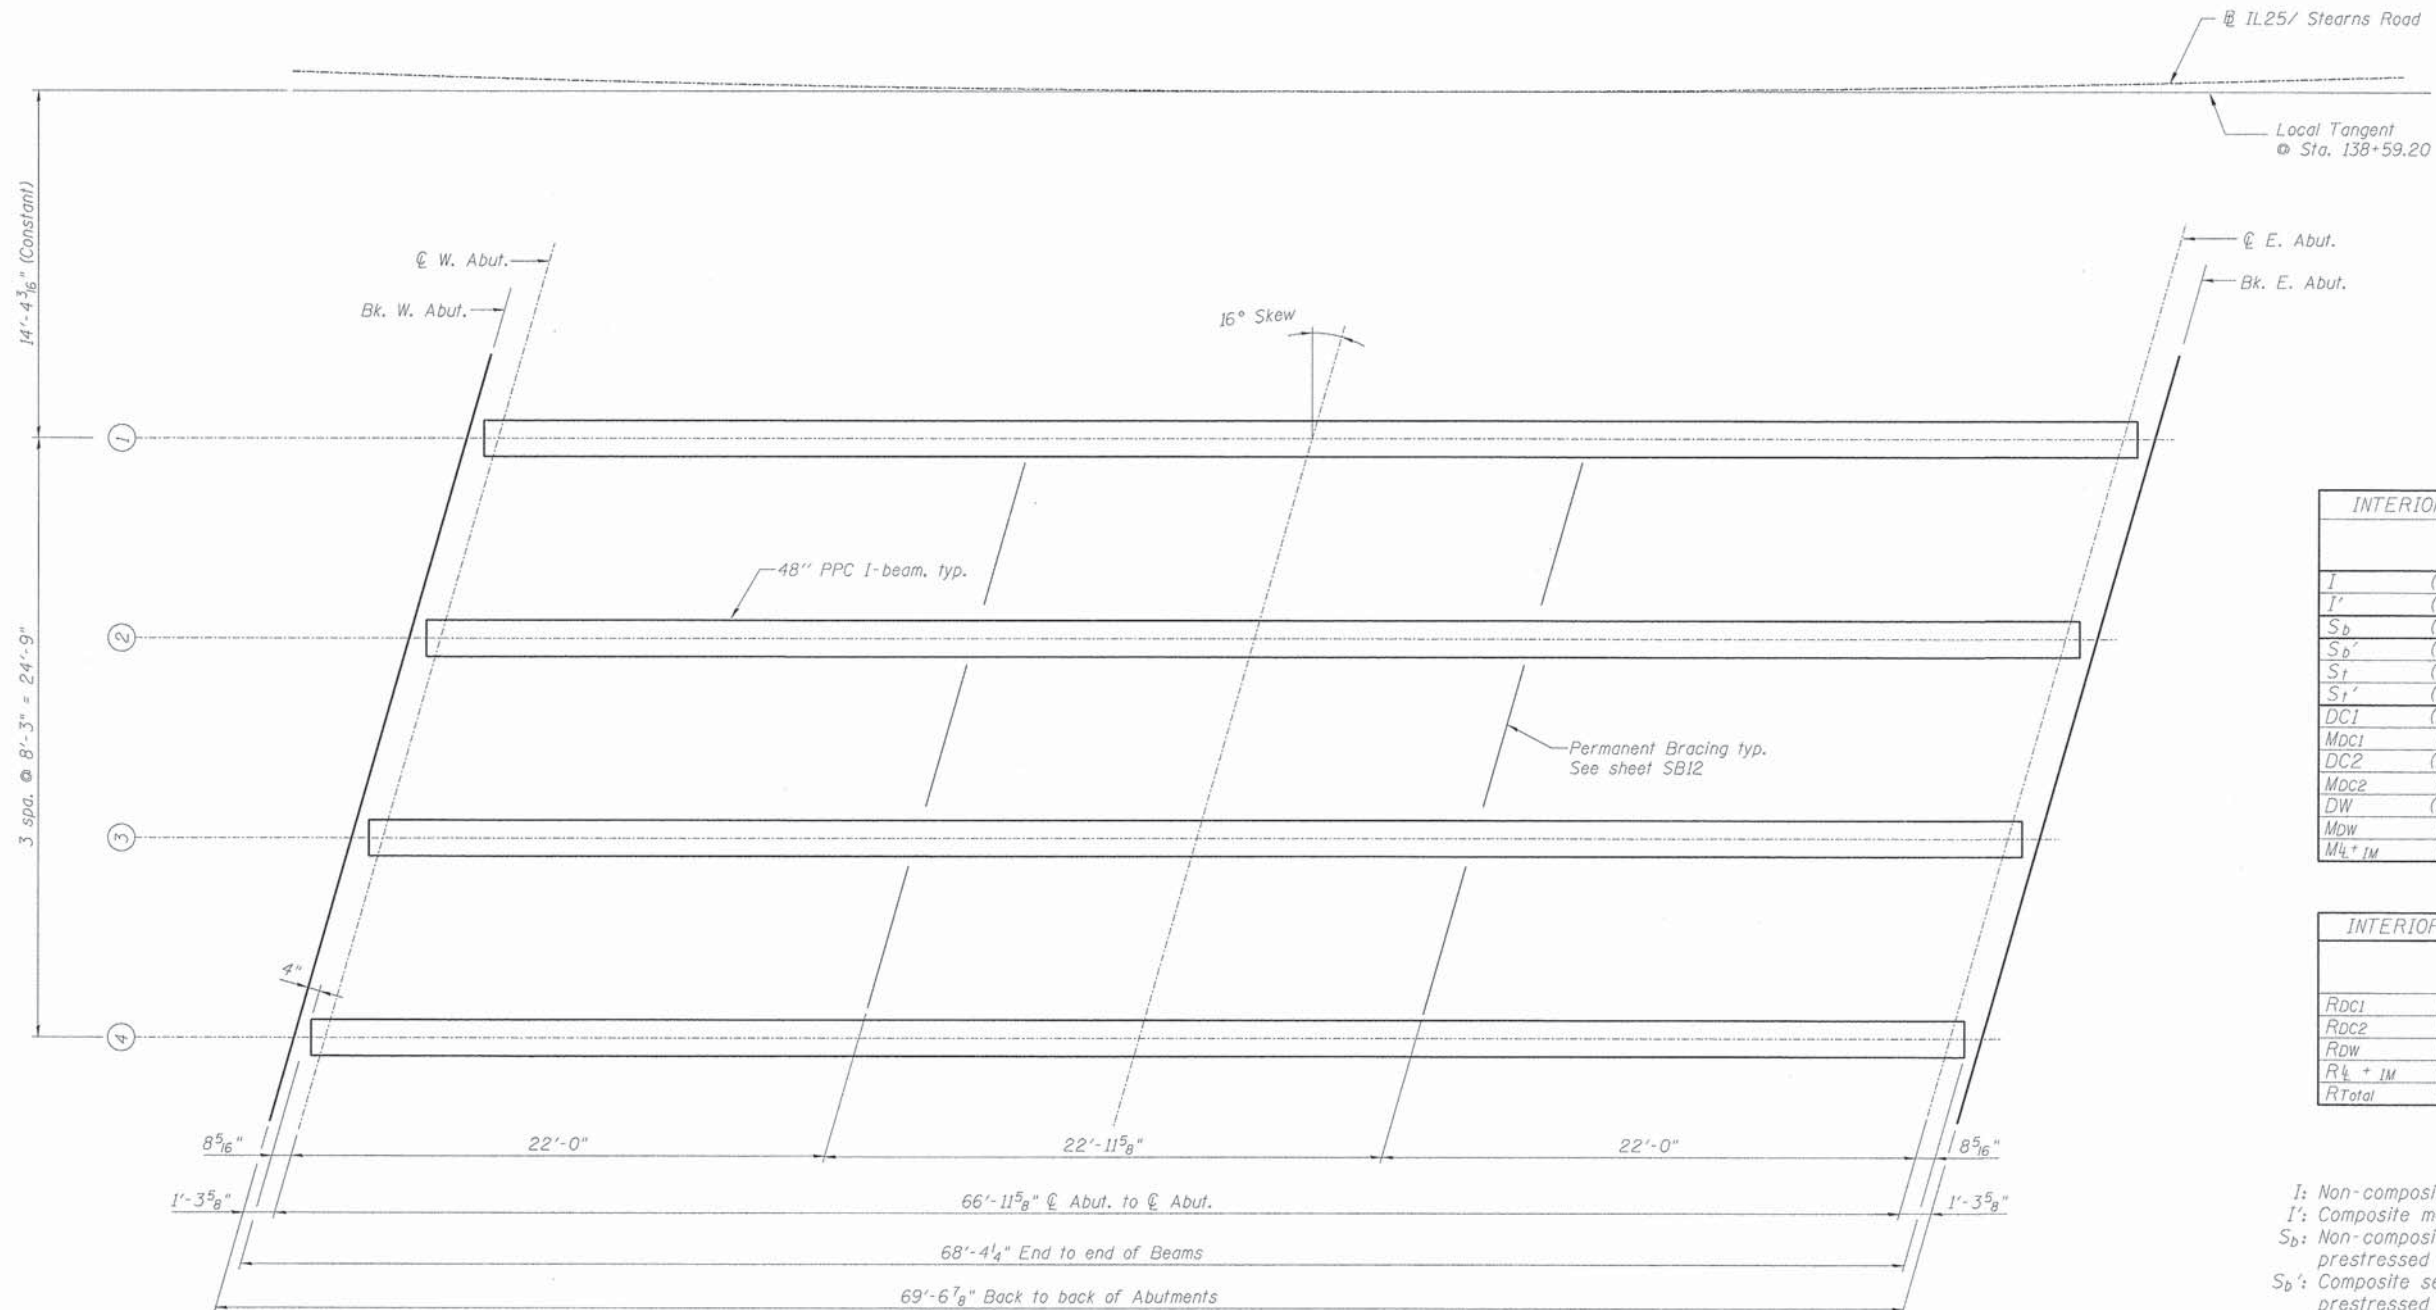 ℄ IL25/ Stearns Road
Local Tangent
@ Sta. 138+59.20
14'-4 3/16" (Constant)
℄ W. Abut.
Bk. W. Abut.
16° Skew
℄ E. Abut.
Bk. E. Abut.
1
48'' PPC I-beam, typ.
2
3 spa. @ 8'-3" = 24'-9"
Permanent Bracing typ.
See sheet SB12
3
4"
4
8 5/16"
22'-0"
22'-11 5/8"
22'-0"
8 5/16"
1'-3 5/8"
66'-11 5/8" ℄ Abut. to ℄ Abut.
1'-3 5/8"
68'-4 1/4" End to end of Beams
69'-6 7/8" Back to back of Abutments
INTERIO
I (
I' (
Sb (
Sb' (
St (
St' (
DC1 (
MDC1
DC2 (
MDC2
DW (
MDW
M℄ + IM
INTERIO
RDC1
RDC2
RDW
R℄ + IM
RTotal
I: Non-composi
I': Composite m
Sb: Non-composi
prestressed
Sb': Composite se
prestressed